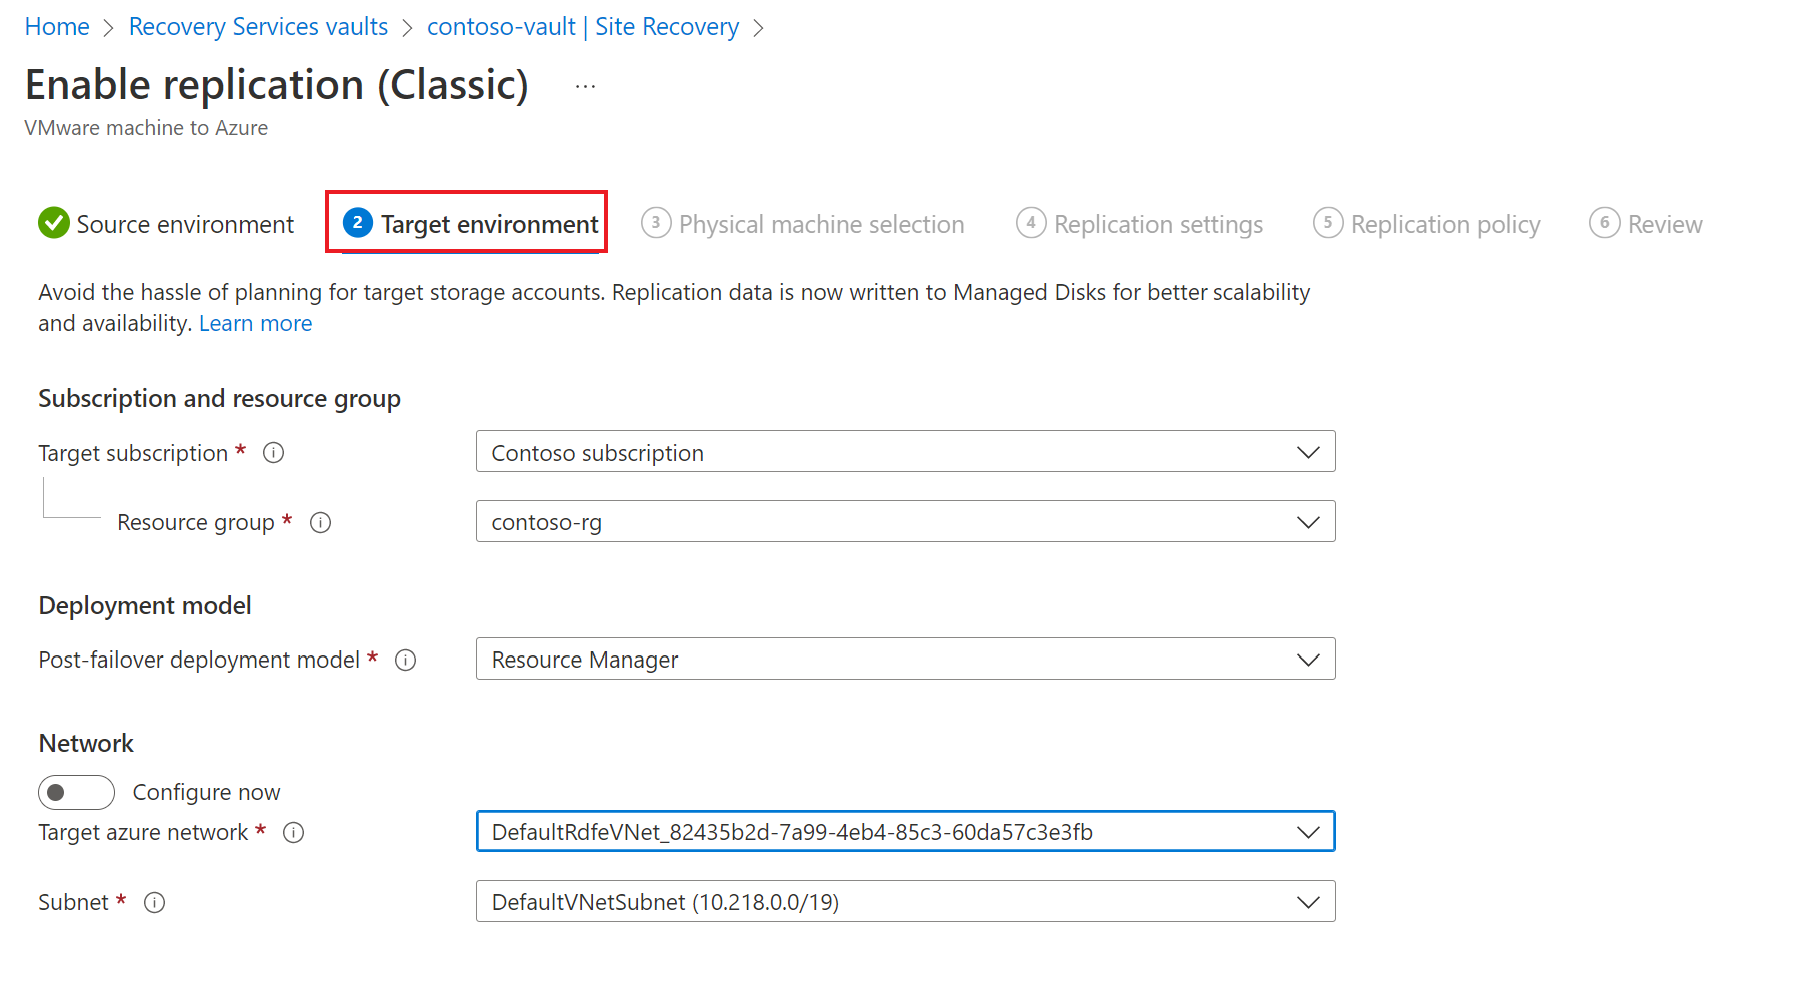 Home > Recovery Services vaults > contoso-vault | Site Recovery >
Enable replication (Classic) ...
VMware machine to Azure
Source environment 2 Target environment 3 Physical machine selection 4 Replication settings 5 Replication policy 6 Review
Avoid the hassle of planning for target storage accounts. Replication data is now written to Managed Disks for better scalability
and availability. Learn more
Subscription and resource group
Target subscription * i Contoso subscription
Resource group * i contoso-rg
Deployment model
Post-failover deployment model * i Resource Manager
Network
Configure now
Target azure network * i DefaultRdfeVNet_82435b2d-7a99-4eb4-85c3-60da57c3e3fb
Subnet * i DefaultVNetSubnet (10.218.0.0/19)